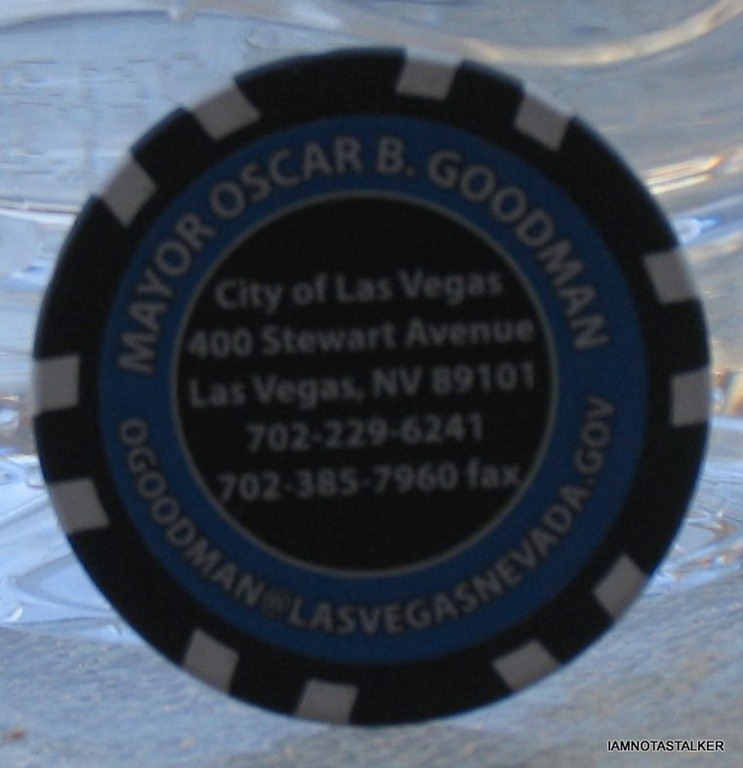 MAYOR OSCAR B. GOODMAN
City of Las Vegas
400 Stewart Avenue
Las Vegas, NV 89101
702-229-6241
702-385-7960 fax
OGOODMAN@LASVEGASNEVADA.GOV
IAMNOTASTALKER